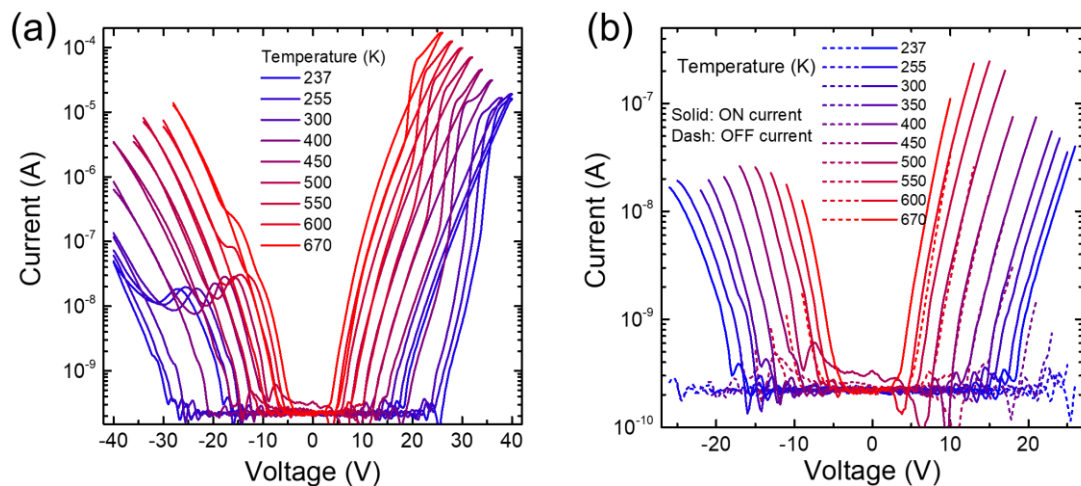 (a)
10-4
10-5
10-6
10-7
10-8
10-9
Current (A)
Temperature (K)
237
255
300
400
450
500
550
600
670
-40 -30 -20 -10 0 10 20 30 40
Voltage (V)
(b)
10-7
10-8
10-9
10-10
Current (A)
Temperature (K)
Solid: ON current
Dash: OFF current
237
255
300
350
400
450
500
550
600
670
-20 -10 0 10 20
Voltage (V)